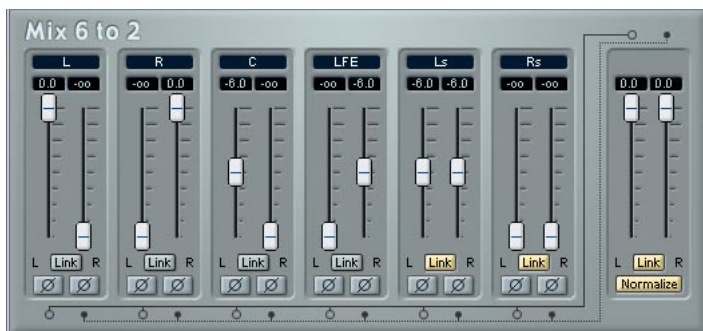 Mix 6 to 2
L R C LFE Ls Rs
0.0 -oo -oo 0.0 -6.0 -oo -oo -6.0 -6.0 -6.0 -oo -oo 0.0 0.0
L Link R L Link R L Link R L Link R L Link R L Link R L Link R
Ø Ø Ø Ø Ø Ø Ø Ø Ø Ø Ø Ø Normalize